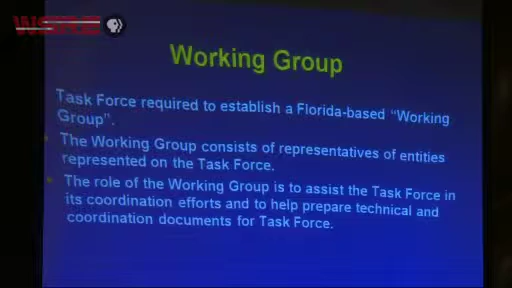 Working Group
Task Force required to establish a Florida-based “Working
Group”.
The Working Group consists of representatives of entities
represented on the Task Force.
The role of the Working Group is to assist the Task Force in
its coordination efforts and to help prepare technical and
coordination documents for Task Force.